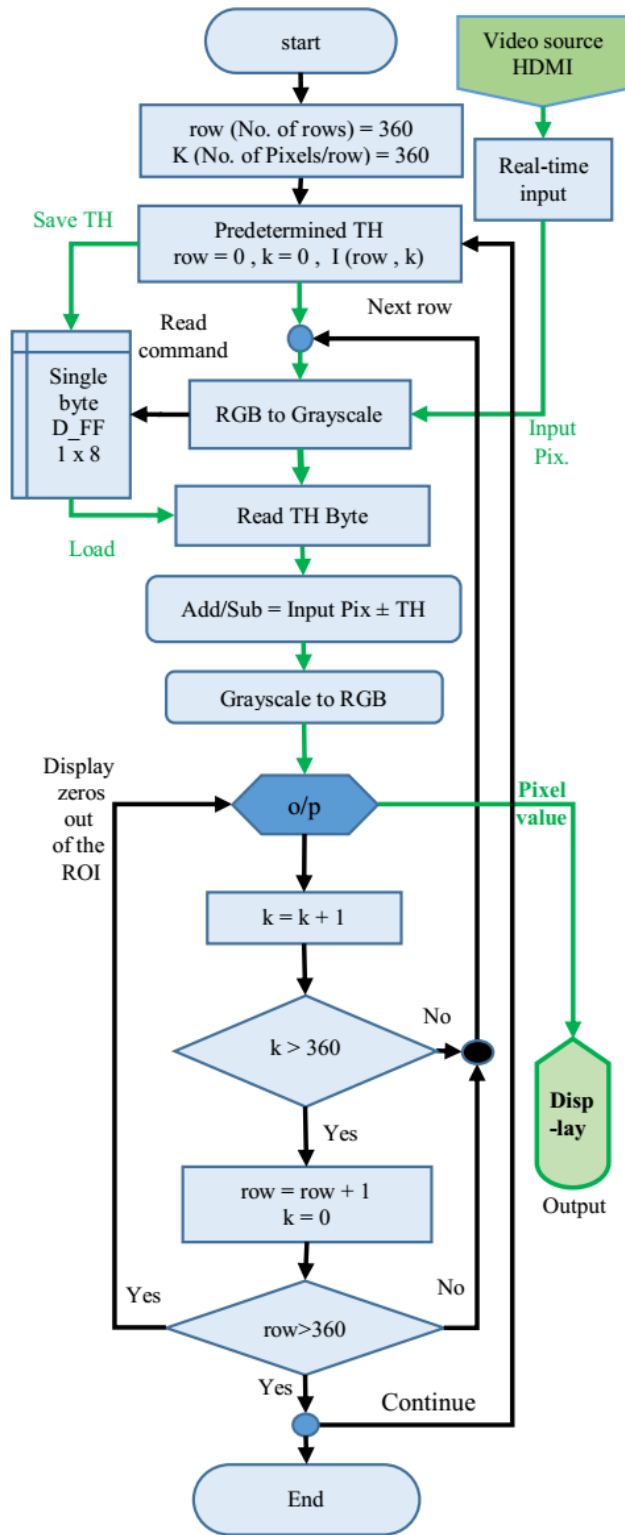 start
Video source
HDMI
row (No. of rows) = 360
K (No. of Pixels/row) = 360
Real-time
input
Save TH
Predetermined TH
row = 0 , k = 0 , I (row , k)
Next row
Read
command
Single
byte
D_FF
1 x 8
RGB to Grayscale
Input
Pix.
Load
Read TH Byte
Add/Sub = Input Pix ± TH
Grayscale to RGB
Display
zeros
out
of the
ROI
o/p
Pixel
value
k = k + 1
k > 360
No
Yes
Disp
-lay
Output
row = row + 1
k = 0
Yes
No
row>360
Yes
Continue
End